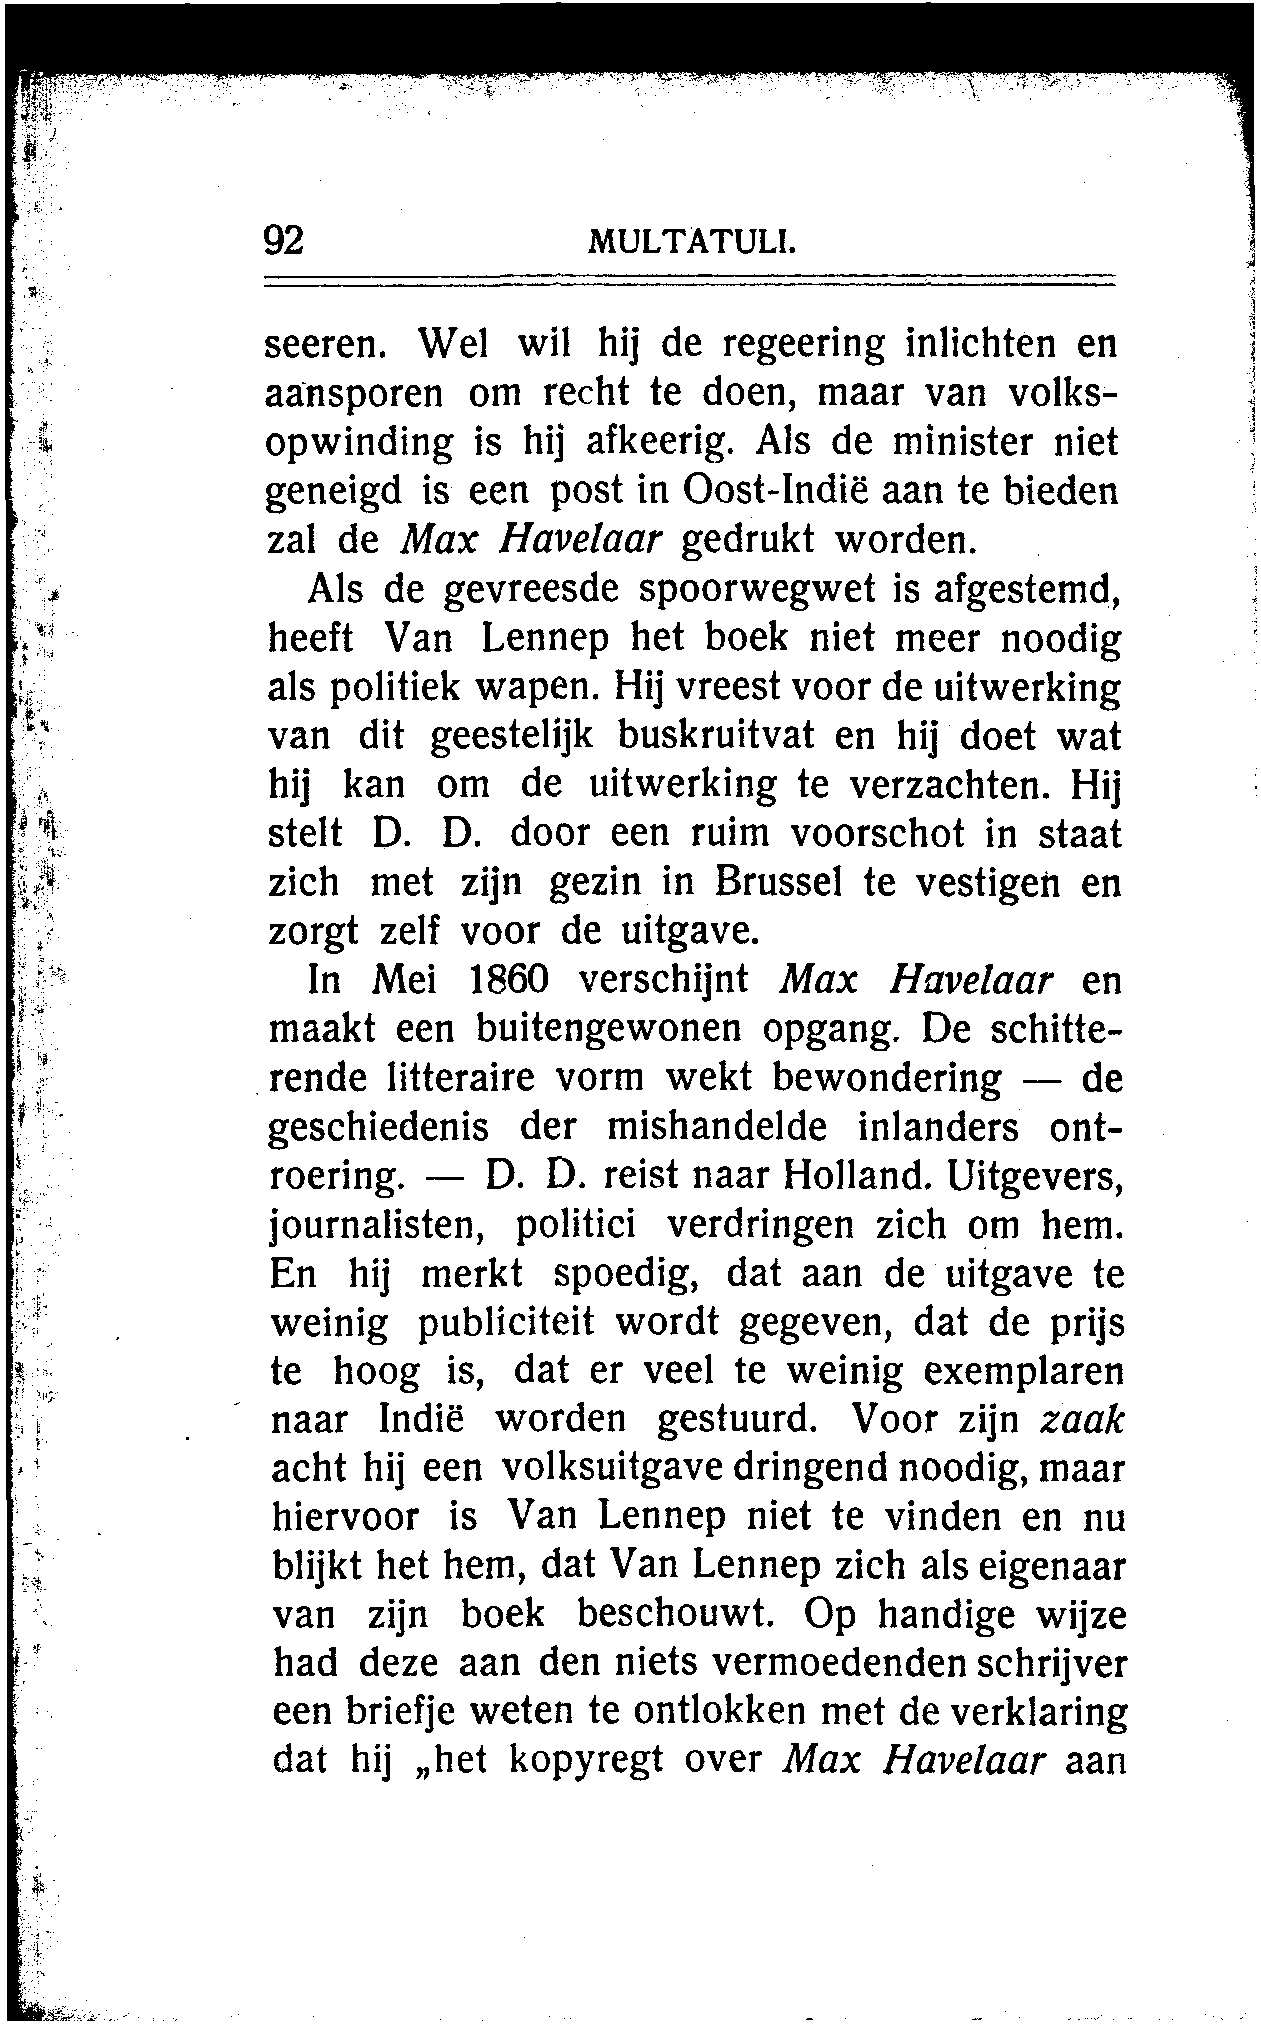 92 MULTATULI.
seeren. Wel wil hij de regeering inlichten en
aansporen om recht te doen, maar van volks-
opwinding is hij afkeerig. Als de minister niet
geneigd is een post in Oost-Indië aan te bieden
zal de Max Havelaar gedrukt worden.
Als de gevreesde spoorwegwet is afgestemd,
heeft Van Lennep het boek niet meer noodig
als politiek wapen. Hij vreest voor de uitwerking
van dit geestelijk buskruitvat en hij doet wat
hij kan om de uitwerking te verzachten. Hij
stelt D. D. door een ruim voorschot in staat
zich met zijn gezin in Brussel te vestigen en
zorgt zelf voor de uitgave.
In Mei 1860 verschijnt Max Havelaar en
maakt een buitengewonen opgang. De schitte-
rende litteraire vorm wekt bewondering — de
geschiedenis der mishandelde inlanders ont-
roering. — D. D. reist naar Holland. Uitgevers,
journalisten, politici verdringen zich om hem.
En hij merkt spoedig, dat aan de uitgave te
weinig publiciteit wordt gegeven, dat de prijs
te hoog is, dat er veel te weinig exemplaren
naar Indië worden gestuurd. Voor zijn zaak
acht hij een volksuitgave dringend noodig, maar
hiervoor is Van Lennep niet te vinden en nu
blijkt het hem, dat Van Lennep zich als eigenaar
van zijn boek beschouwt. Op handige wijze
had deze aan den niets vermoedenden schrijver
een briefje weten te ontlokken met de verklaring
dat hij „het kopyregt over Max Havelaar aan